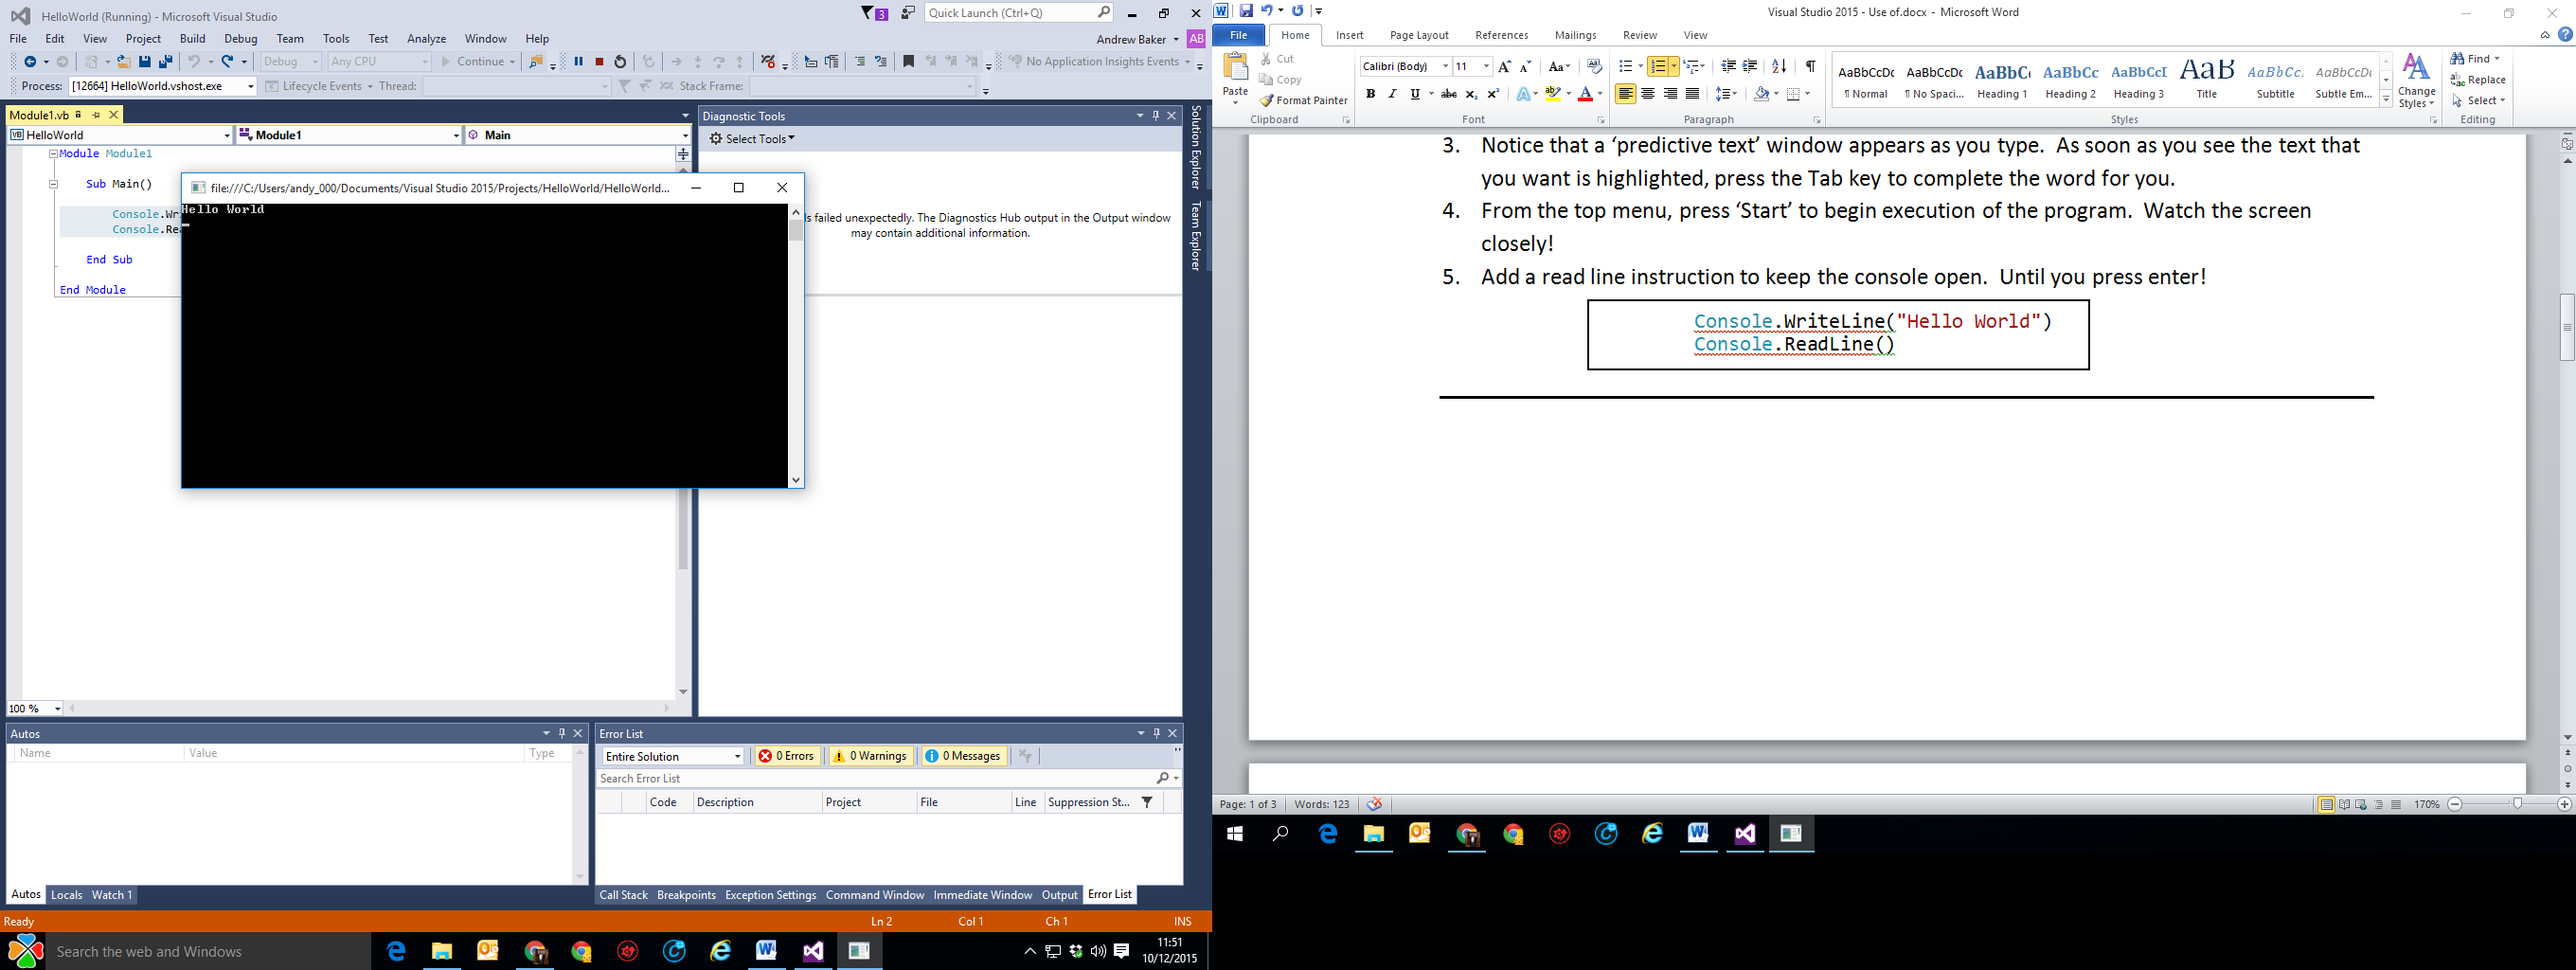 HelloWorld (Running) - Microsoft Visual Studio
3
Quick Launch (Ctrl+Q)
File Edit View Project Build Debug Team Tools Test Analyze Window Help
Andrew Baker AB
Debug Any CPU Continue No Application Insights Events
Process: [12664] HelloWorld.vshost.exe Lifecycle Events Thread: Stack Frame:
Module1.vb
VB HelloWorld Module1 Main
Module Module1
Sub Main()
Console.Wr
Console.Re
End Sub
End Module
100 %
file:///C:/Users/andy_000/Documents/Visual Studio 2015/Projects/HelloWorld/HelloWorld...
Hello World
Diagnostic Tools
Select Tools
ls failed unexpectedly. The Diagnostics Hub output in the Output window
may contain additional information.
Solution Explorer
Team Explorer
Autos
Name Value Type
Autos Locals Watch 1
Error List
Entire Solution 0 Errors 0 Warnings 0 Messages
Search Error List
Code Description Project File Line Suppression St...
Call Stack Breakpoints Exception Settings Command Window Immediate Window Output Error List
Ready Ln 2 Col 1 Ch 1 INS
Search the web and Windows
11:51
10/12/2015
Visual Studio 2015 - Use of.docx - Microsoft Word
File Home Insert Page Layout References Mailings Review View
Paste
Cut
Copy
Format Painter
Clipboard
Calibri (Body) 11
Font
Paragraph
AaBbCcDc AaBbCcDc AaBbC AaBbCc AaBbCcI AaB AaBbCc. AaBbCcDc
¶ Normal ¶ No Spaci... Heading 1 Heading 2 Heading 3 Title Subtitle Subtle Em...
Change
Styles
Styles
Find
Replace
Select
Editing
3. Notice that a ‘predictive text’ window appears as you type. As soon as you see the text that
you want is highlighted, press the Tab key to complete the word for you.
4. From the top menu, press ‘Start’ to begin execution of the program. Watch the screen
closely!
5. Add a read line instruction to keep the console open. Until you press enter!
Console.WriteLine("Hello World")
Console.ReadLine()
Page: 1 of 3 Words: 123 170%